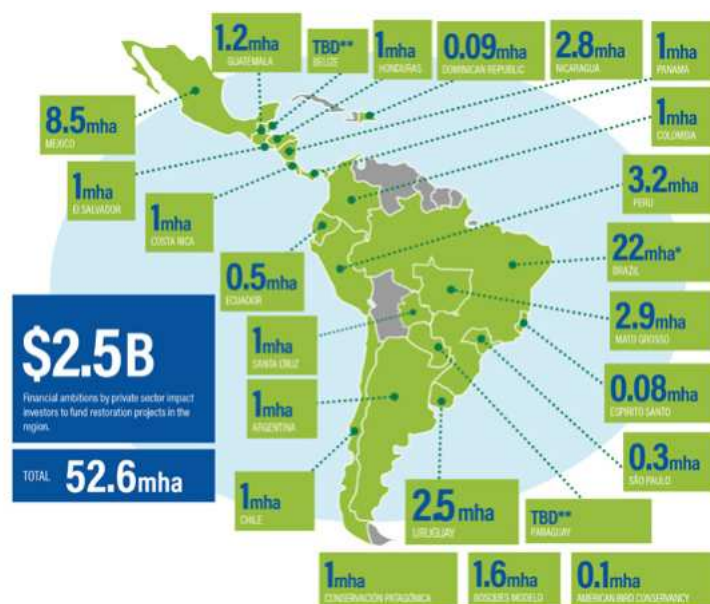 1.2mha
GUATEMALA
TBD**
BELIZE
1mha
HONDURAS
0.09mha
DOMINICAN REPUBLIC
2.8mha
NICARAGUA
1mha
PANAMA
8.5mha
MEXICO
1mha
COLOMBIA
1mha
El SALVADOR
1mha
COSTA RICA
3.2mha
PERU
0.5mha
ECUADOR
22mha*
BRAZIL
$2.5B
Financial ambitions by private sector impact
investors to fund restoration projects in the
region.
1mha
SANTA CRUZ
2.9mha
MATO GROSSO
1mha
ARGENTINA
0.08mha
ESPÍRITO SANTO
TOTAL 52.6mha
0.3mha
SÃO PAULO
1mha
CHILE
2.5mha
URUGUAY
TBD**
PARAGUAY
1mha
CONSERVACIÓN PATAGÓNICA
1.6mha
BOSQUES MODELO
0.1mha
AMERICAN BIRD CONSERVANCY